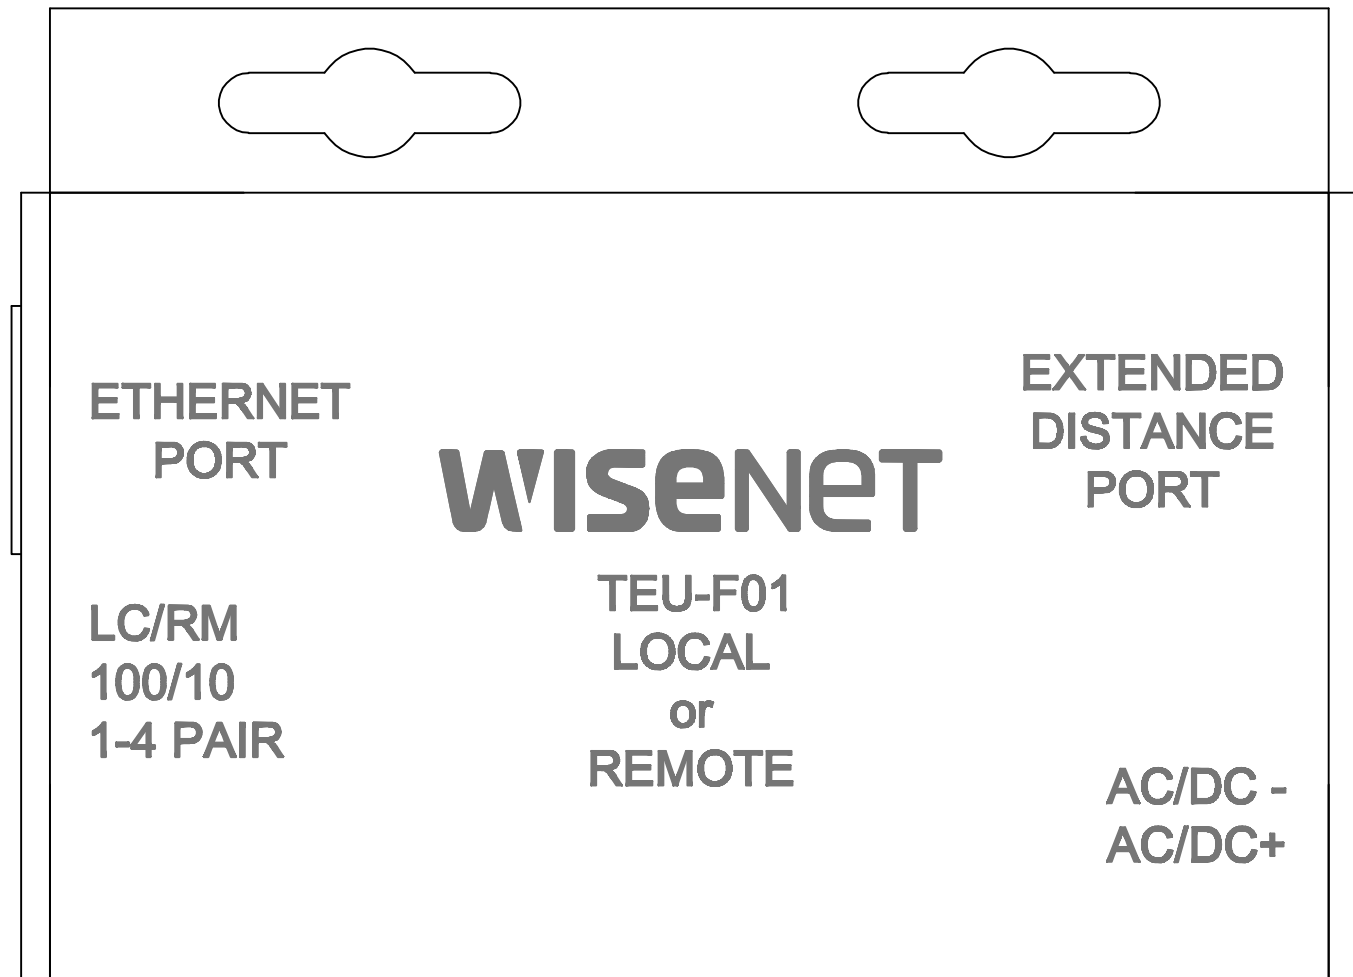 ETHERNET
PORT
LC/RM
100/10
1-4 PAIR
WISENET
TEU-F01
LOCAL
or
REMOTE
EXTENDED
DISTANCE
PORT
AC/DC -
AC/DC+